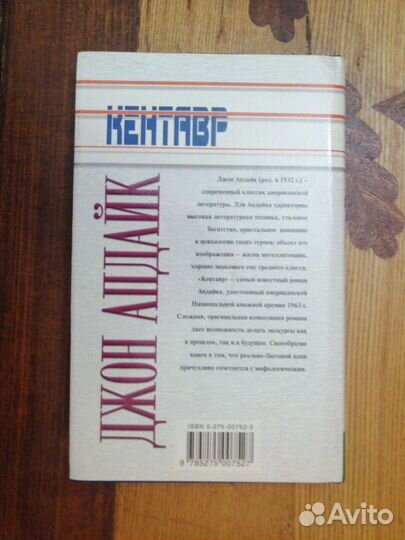 КЕНТАВР
ДЖОН АПДАЙК
Джон Апдайк (род. в 1932 г.) –
современный классик американской
литературы. Для Апдайка характерны
высокая литературная техника, стилевое
богатство, пристальное внимание
к психологии своих героев; объект его
изображения – жизнь интеллигенции,
хорошо знакомого ему среднего класса.
«Кентавр» – самый известный роман
Апдайка, удостоенный американской
Национальной книжной премии 1963 г.
Сложная, оригинальная композиция романа
дает возможность делать экскурсы как
в прошлое, так и в будущее. Своеобразие
книги в том, что реально-бытовой план
причудливо сочетается с мифологическим.
ISBN 5-275-00752-3
9 785275 007527
Avito